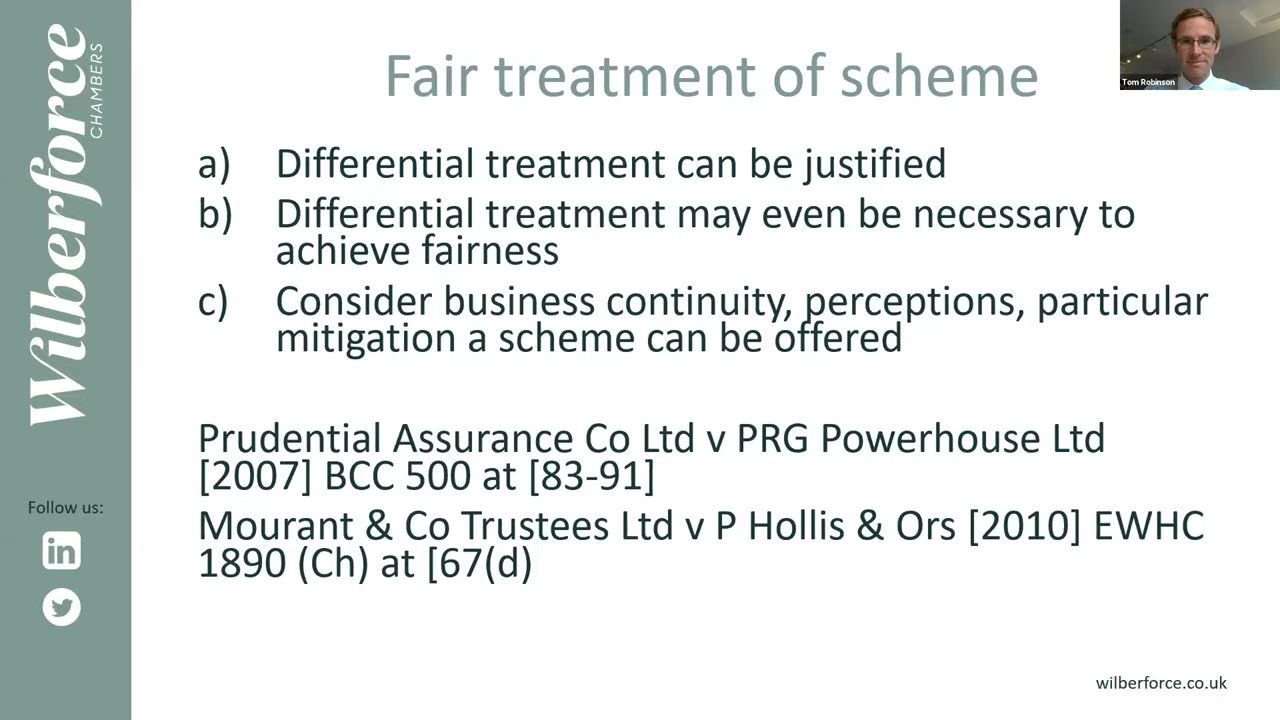 Wilberforce
CHAMBERS
Follow us:
in
Fair treatment of scheme
a) Differential treatment can be justified
b) Differential treatment may even be necessary to
achieve fairness
c) Consider business continuity, perceptions, particular
mitigation a scheme can be offered
Prudential Assurance Co Ltd v PRG Powerhouse Ltd
[2007] BCC 500 at [83-91]
Mourant & Co Trustees Ltd v P Hollis & Ors [2010] EWHC
1890 (Ch) at [67(d)
Tom Robinson
wilberforce.co.uk